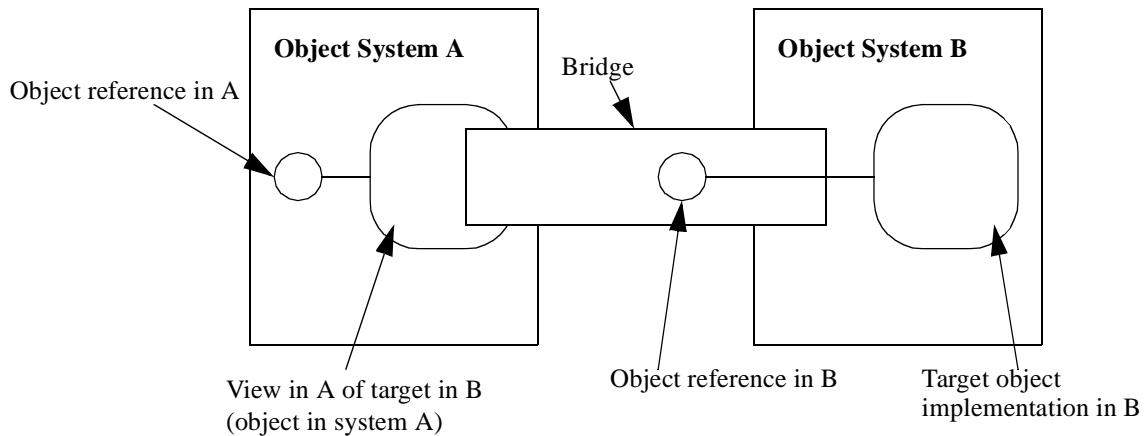 Object System A
Object System B
Bridge
Object reference in A
View in A of target in B
(object in system A)
Object reference in B
Target object
implementation in B